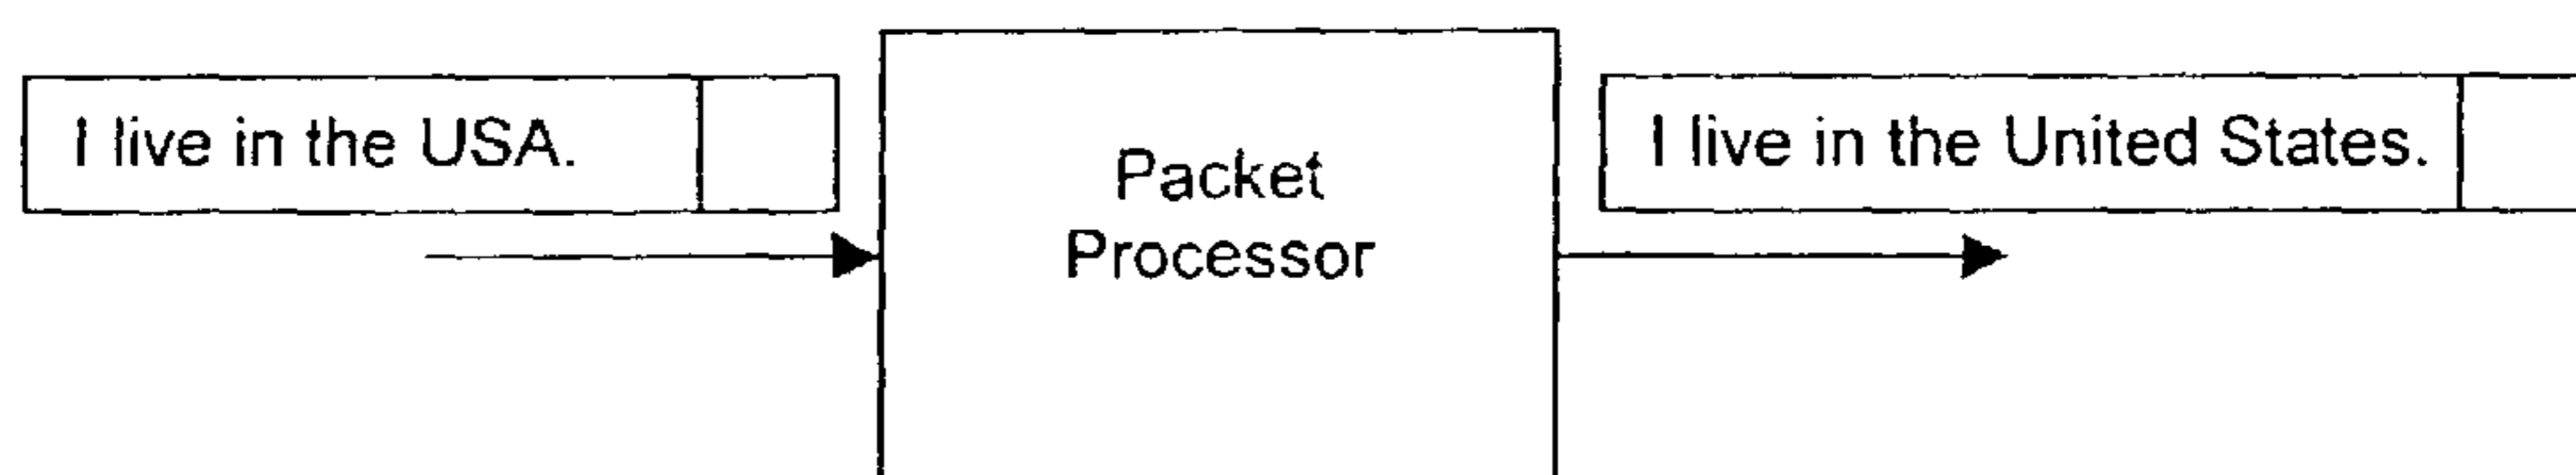 I live in the USA.
Packet
Processor
I live in the United States.